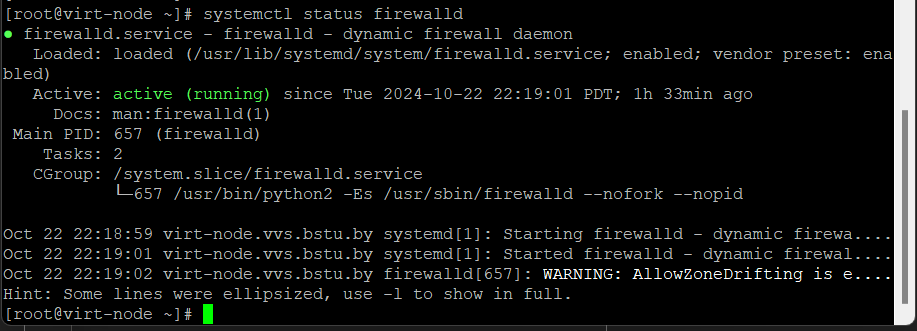 [root@virt-node ~]# systemctl status firewalld
● firewalld.service - firewalld - dynamic firewall daemon
   Loaded: loaded (/usr/lib/systemd/system/firewalld.service; enabled; vendor preset: ena
bled)
   Active: active (running) since Tue 2024-10-22 22:19:01 PDT; 1h 33min ago
     Docs: man:firewalld(1)
 Main PID: 657 (firewalld)
    Tasks: 2
   CGroup: /system.slice/firewalld.service
           └─657 /usr/bin/python2 -Es /usr/sbin/firewalld --nofork --nopid
Oct 22 22:18:59 virt-node.vvs.bstu.by systemd[1]: Starting firewalld - dynamic firewa....
Oct 22 22:19:01 virt-node.vvs.bstu.by systemd[1]: Started firewalld - dynamic firewal....
Oct 22 22:19:02 virt-node.vvs.bstu.by firewalld[657]: WARNING: AllowZoneDrifting is e....
Hint: Some lines were ellipsized, use -l to show in full.
[root@virt-node ~]#